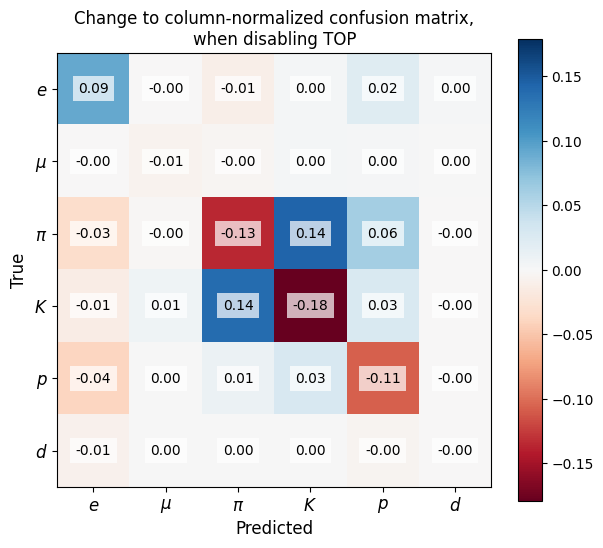 Change to column-normalized confusion matrix,
when disabling TOP
e 0.09 -0.00 -0.01 0.00 0.02 0.00
μ -0.00 -0.01 -0.00 0.00 0.00 0.00
π -0.03 -0.00 -0.13 0.14 0.06 -0.00
K -0.01 0.01 0.14 -0.18 0.03 -0.00
p -0.04 0.00 0.01 0.03 -0.11 -0.00
d -0.01 0.00 0.00 0.00 -0.00 -0.00
e μ π K p d
Predicted
True
0.15
0.10
0.05
0.00
−0.05
−0.10
−0.15